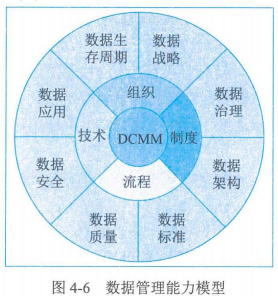 数据生
存周期
数据
战略
数据
应用
组织
数据
治理
技术
DCMM
制度
数据
安全
流程
数据
架构
数据
质量
数据
标准
图 4-6 数据管理能力模型